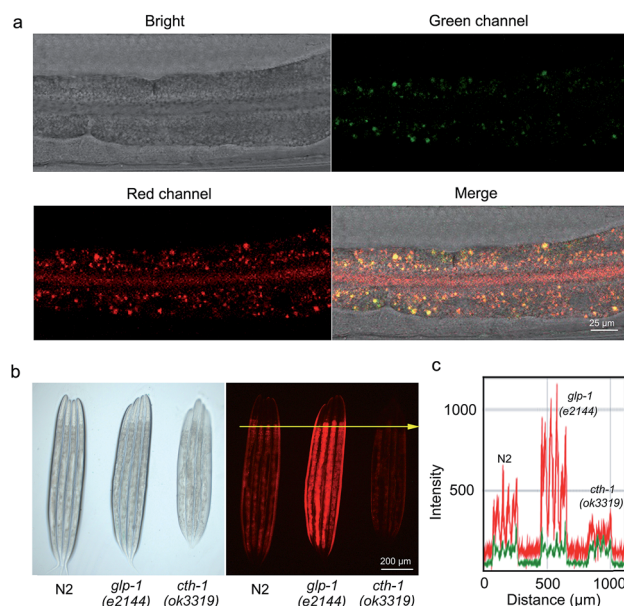 a
Bright
Green channel
Red channel
Merge
25 µm
b
200 µm
N2
glp-1
(e2144)
cth-1
(ok3319)
N2
glp-1
(e2144)
cth-1
(ok3319)
c
Intensity
1000
500
N2
glp-1
(e2144)
cth-1
(ok3319)
0
500
1000
Distance (µm)